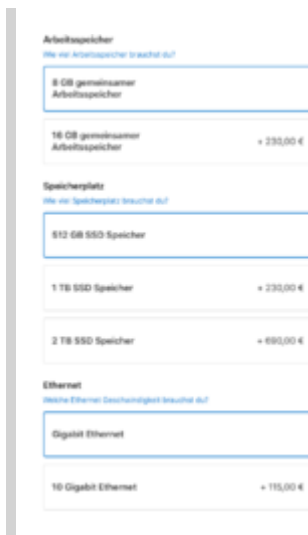 Arbeitsspeicher
Wie viel Arbeitsspeicher brauchst du?
8 GB gemeinsamer
Arbeitsspeicher
16 GB gemeinsamer
Arbeitsspeicher
+ 230,00 €
Speicherplatz
Wie viel Speicherplatz brauchst du?
512 GB SSD Speicher
1 TB SSD Speicher
+ 230,00 €
2 TB SSD Speicher
+ 690,00 €
Ethernet
Welche Ethernet Geschwindigkeit brauchst du?
Gigabit Ethernet
10 Gigabit Ethernet
+ 115,00 €